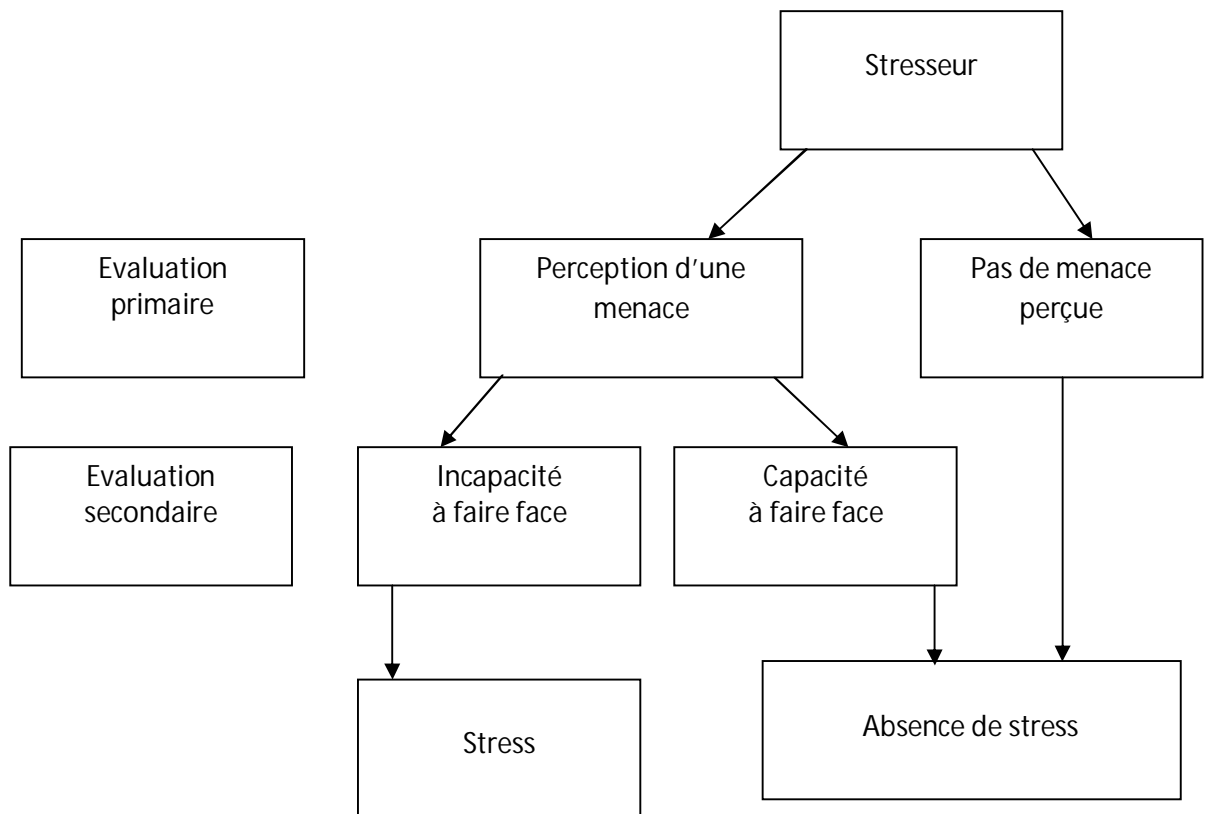 Stresseur
Evaluation
primaire
Perception d’une
menace
Pas de menace
perçue
Evaluation
secondaire
Incapacité
à faire face
Capacité
à faire face
Stress
Absence de stress